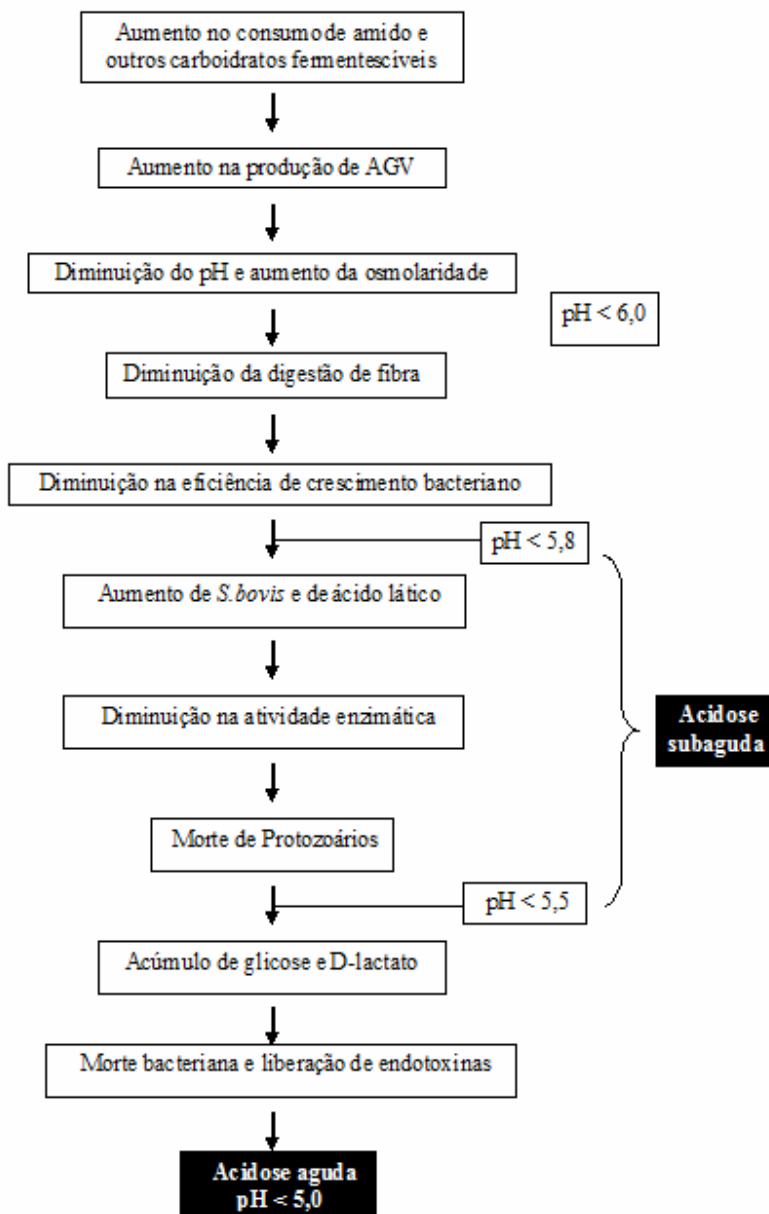 Aumento no consumo de amido e
outros carboidratos fermentescíveis
Aumento na produção de AGV
Diminuição do pH e aumento da osmolaridade
pH < 6,0
Diminuição da digestão de fibra
Diminuição na eficiência de crescimento bacteriano
pH < 5,8
Aumento de S.bovis e de ácido lático
Diminuição na atividade enzimática
Acidose
subaguda
Morte de Protozoários
pH < 5,5
Acúmulo de glicose e D-lactato
Morte bacteriana e liberação de endotoxinas
Acidose aguda
pH < 5,0